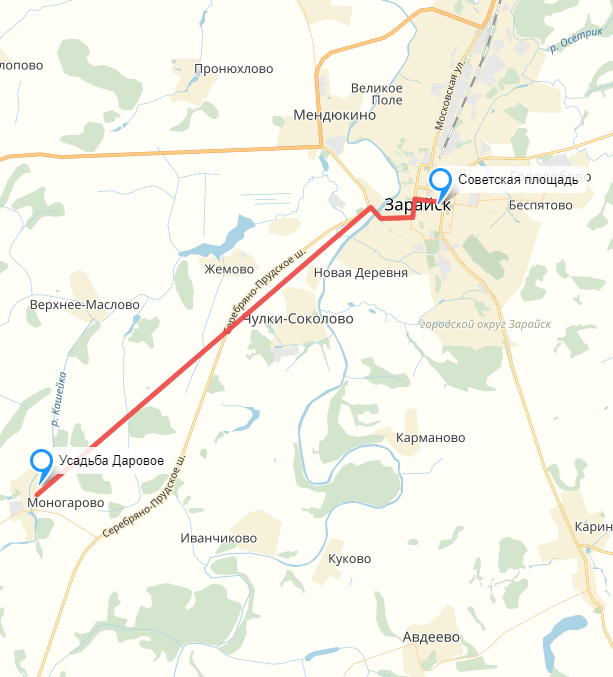 р. Осётрик
лопово
Пронюхлово
Московская ул.
Великое
Поле
Мендюкино
Советская площадь
Зарайск
Беспятово
Жемово
Новая Деревня
Серебряно-Прудское ш.
Верхнее-Маслово
Чулки-Соколово
городской округ Зарайск
р. Кашейка
Карманово
Усадьба Даровое
Моногарово
Серебряно-Прудское ш.
Карин
Иванчиково
Куково
Авдеево